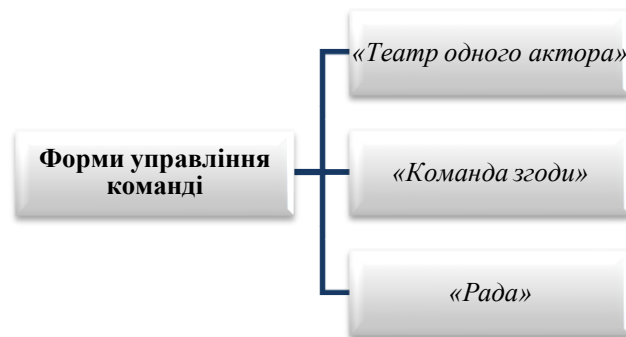 Форми управління
команді
«Театр одного актора»
«Команда згоди»
«Рада»